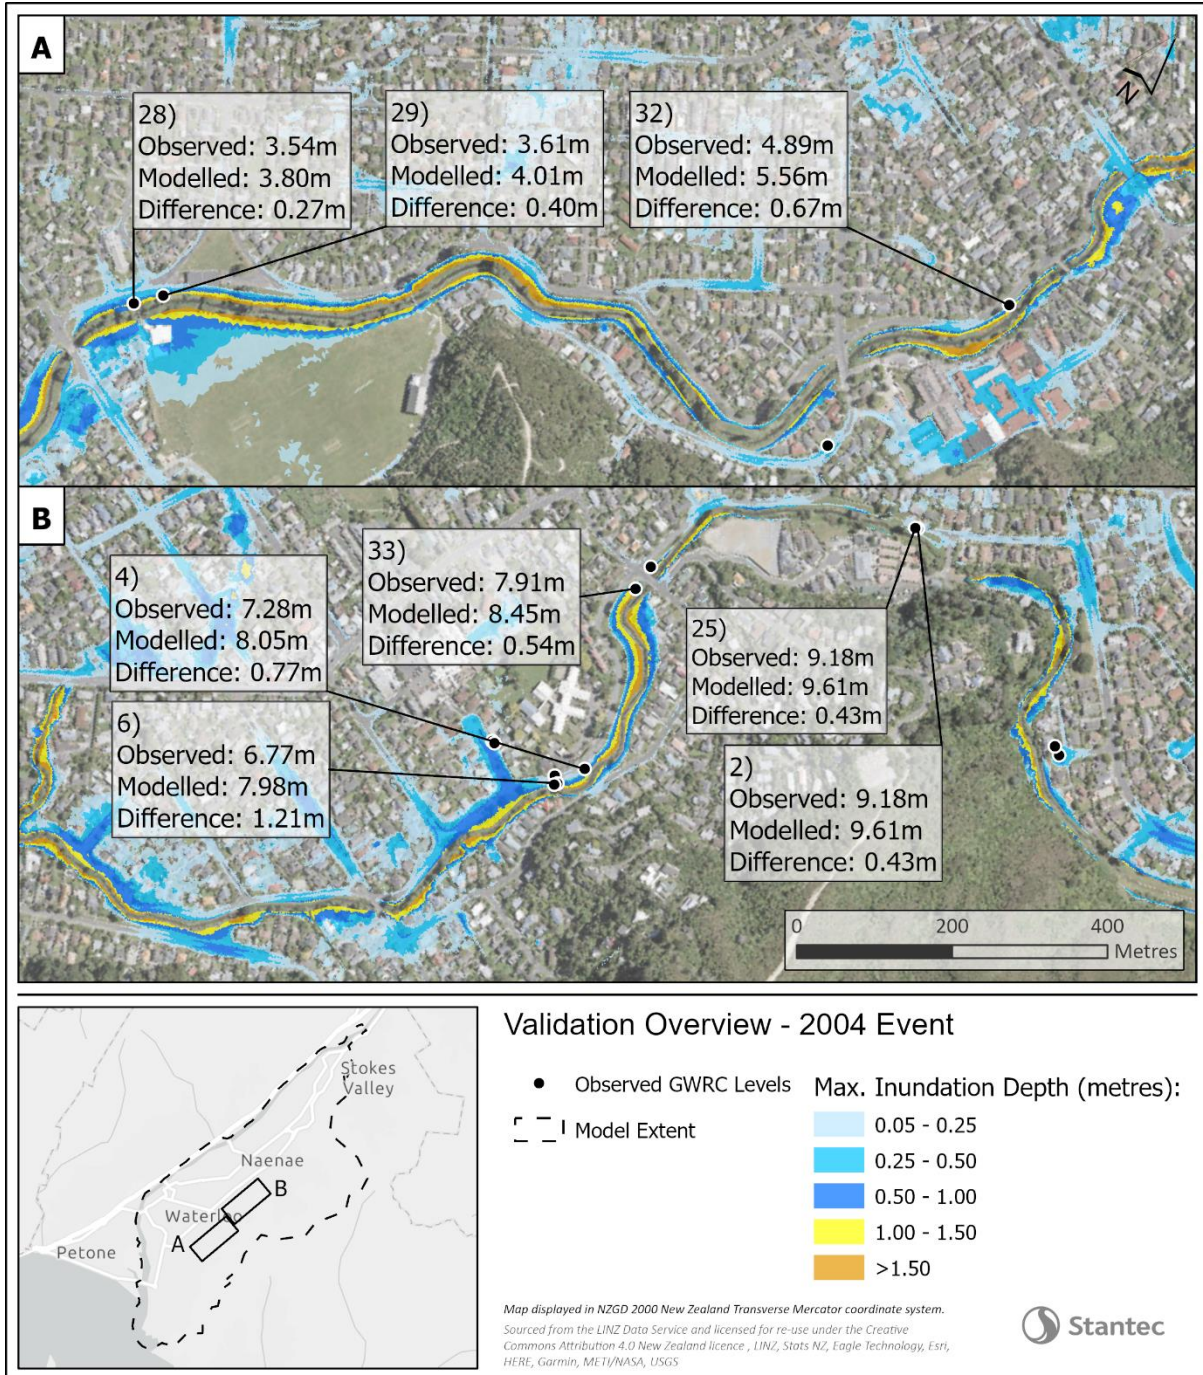 A
N
28)
Observed: 3.54m
Modelled: 3.80m
Difference: 0.27m
29)
Observed: 3.61m
Modelled: 4.01m
Difference: 0.40m
32)
Observed: 4.89m
Modelled: 5.56m
Difference: 0.67m
B
33)
Observed: 7.91m
Modelled: 8.45m
Difference: 0.54m
4)
Observed: 7.28m
Modelled: 8.05m
Difference: 0.77m
25)
Observed: 9.18m
Modelled: 9.61m
Difference: 0.43m
6)
Observed: 6.77m
Modelled: 7.98m
Difference: 1.21m
2)
Observed: 9.18m
Modelled: 9.61m
Difference: 0.43m
0 200 400
Metres
Stokes
Valley
Naenae
B
Waterloo
A
Petone
Validation Overview - 2004 Event
Observed GWRC Levels
Model Extent
Max. Inundation Depth (metres):
0.05 - 0.25
0.25 - 0.50
0.50 - 1.00
1.00 - 1.50
>1.50
Map displayed in NZGD 2000 New Zealand Transverse Mercator coordinate system.
Sourced from the LINZ Data Service and licensed for re-use under the Creative
Commons Attribution 4.0 New Zealand licence , LINZ, Stats NZ, Eagle Technology, Esri,
HERE, Garmin, METI/NASA, USGS
Stantec